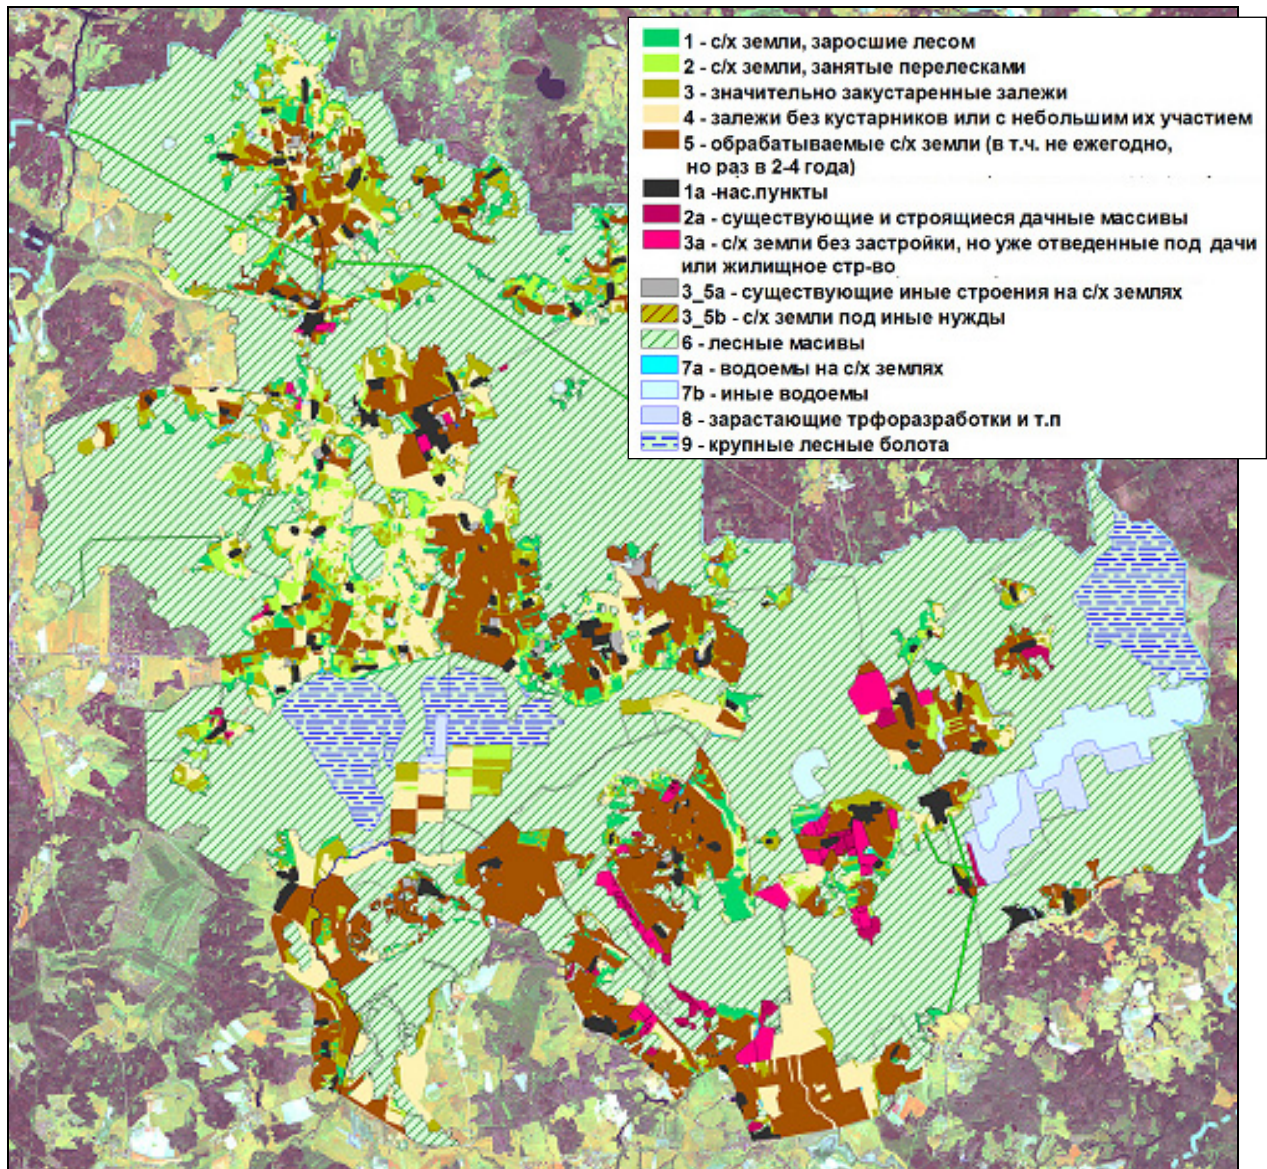 1 - с/х земли, заросшие лесом
2 - с/х земли, занятые перелесками
3 - значительно закустаренные залежи
4 - залежи без кустарников или с небольшим их участием
5 - обрабатываемые с/х земли (в т.ч. не ежегодно,
но раз в 2-4 года)
1а -нас.пункты
2а - существующие и строящиеся дачные массивы
3а - с/х земли без застройки, но уже отведенные под дачи
или жилищное стр-во
3_5а - существующие иные строения на с/х землях
3_5b - с/х земли под иные нужды
6 - лесные масивы
7а - водоемы на с/х землях
7b - иные водоемы
8 - зарастающие трфоразработки и т.п
9 - крупные лесные болота